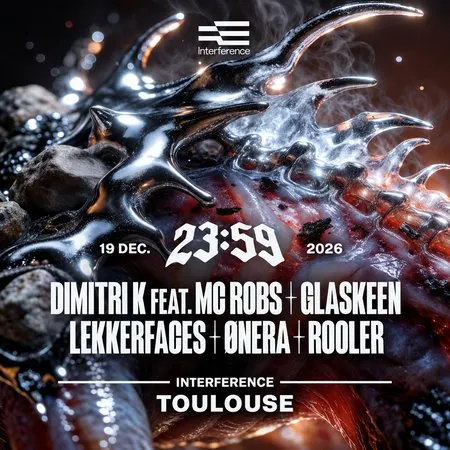 Interference
19 DEC. 23:59 2026
DIMITRI K FEAT. MC ROBS + GLASKEEN
LEKKERFACES + ØNERA + ROOLER
INTERFERENCE
TOULOUSE